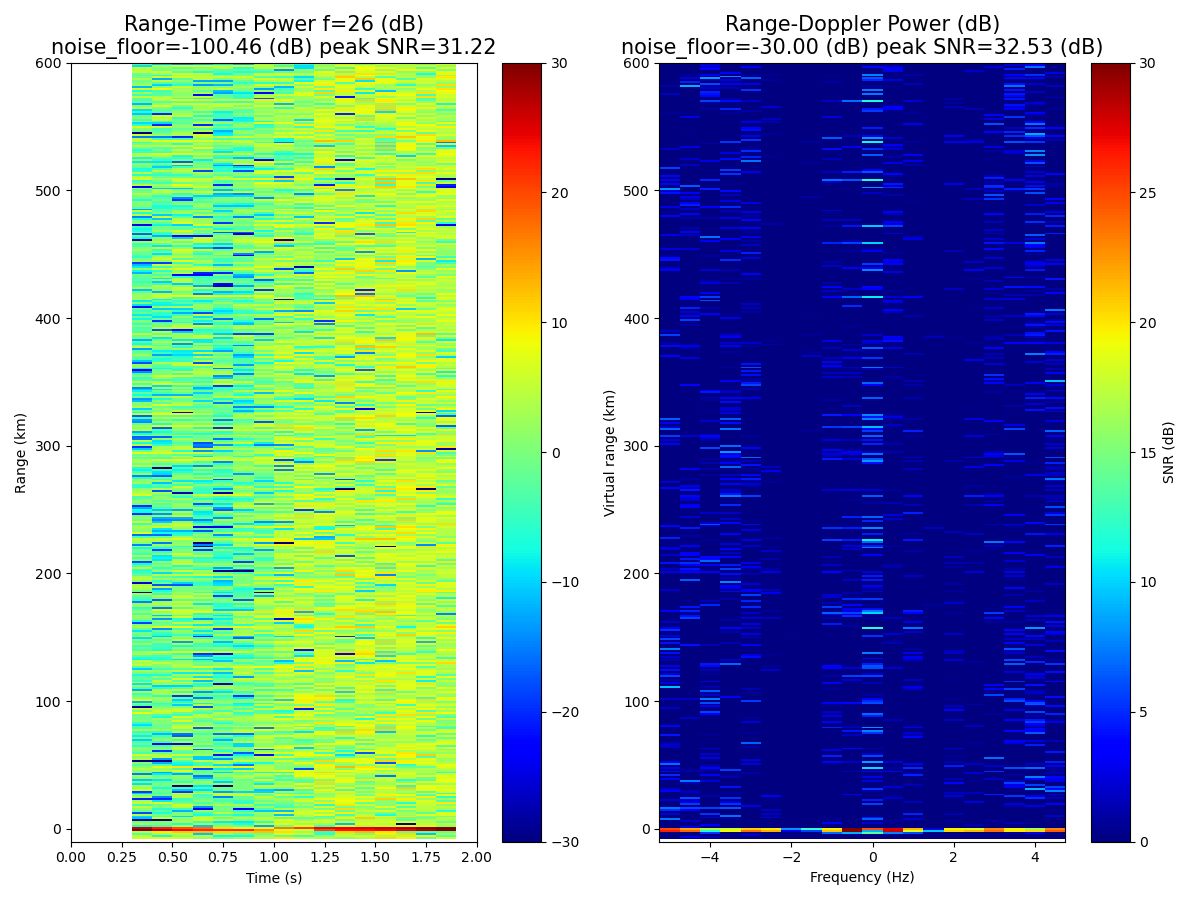 Range-Time Power f=26 (dB)
noise_floor=-100.46 (dB) peak SNR=31.22
600
500
400
300
200
100
0
Range (km)
0.00 0.25 0.50 0.75 1.00 1.25 1.50 1.75 2.00
Time (s)
30
20
10
0
−10
−20
−30
Range-Doppler Power (dB)
noise_floor=-30.00 (dB) peak SNR=32.53 (dB)
600
500
400
300
200
100
0
Virtual range (km)
−4 −2 0 2 4
Frequency (Hz)
30
25
20
15
10
5
0
SNR (dB)